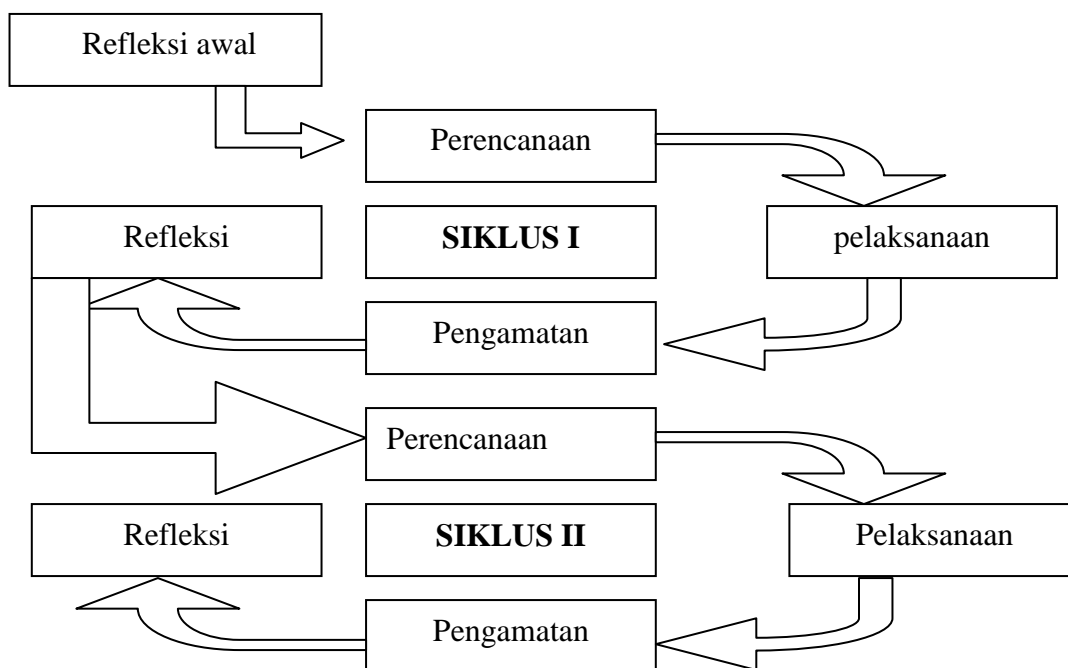 Refleksi awal
Perencanaan
Refleksi
SIKLUS I
pelaksanaan
Pengamatan
Perencanaan
Refleksi
SIKLUS II
Pelaksanaan
Pengamatan